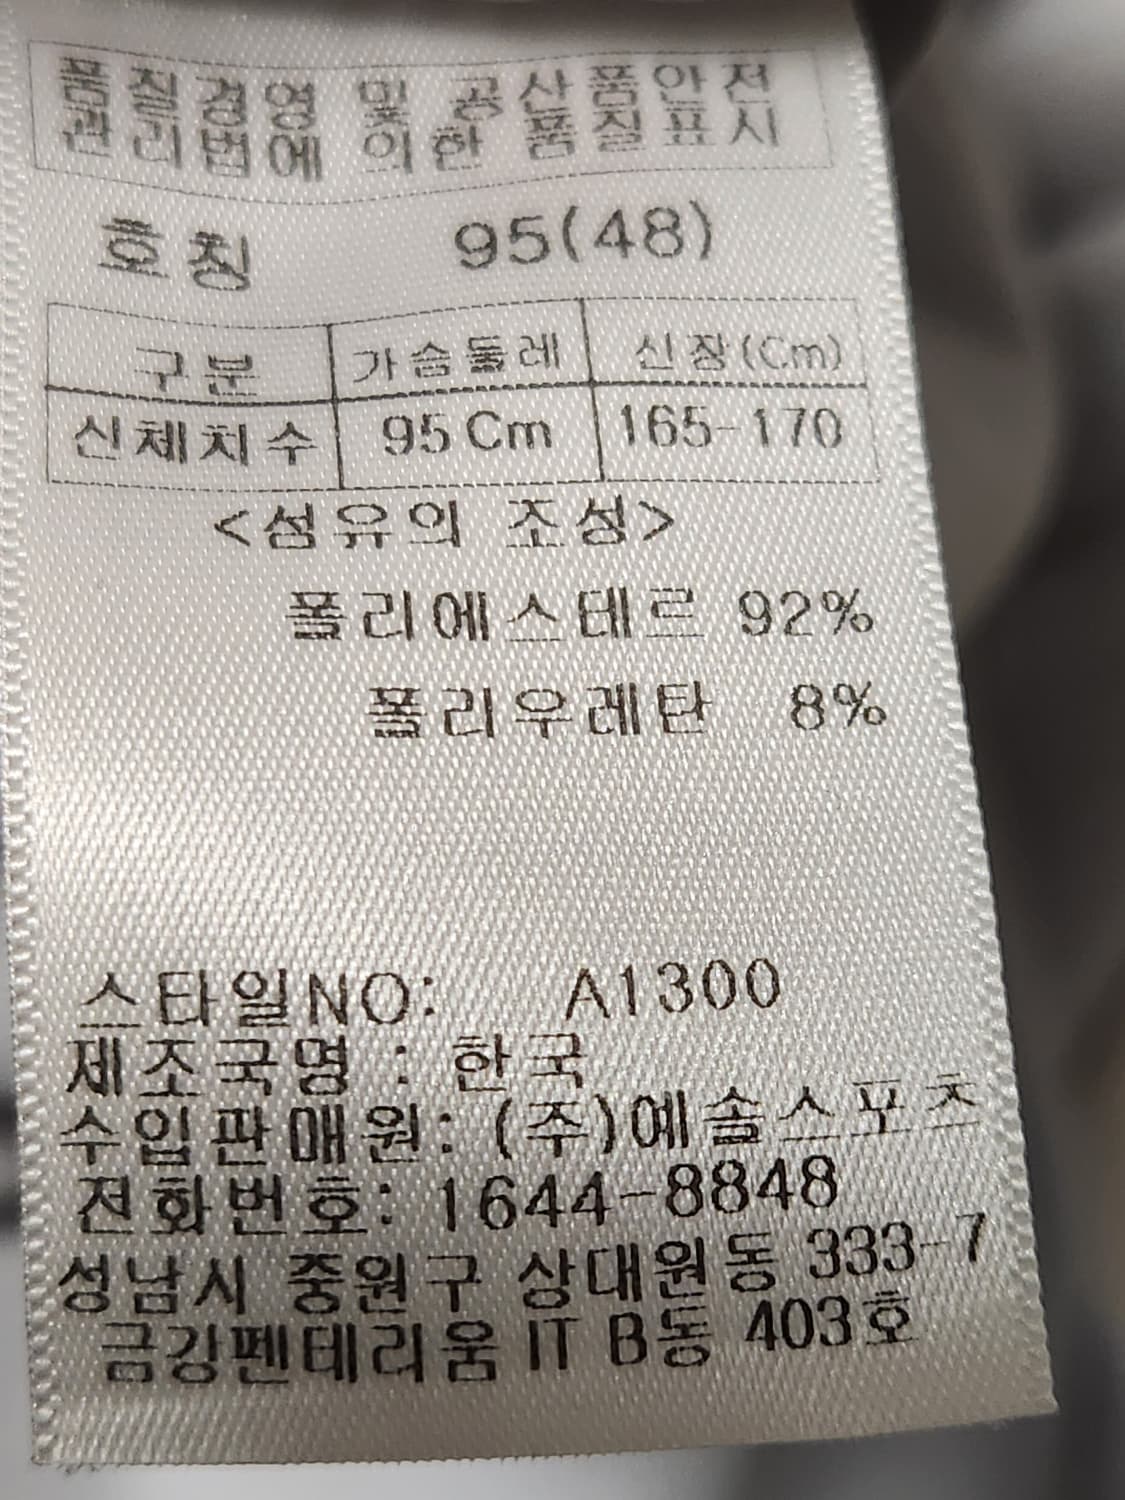 품질경영 및 공산품안전
관리법에 의한 품질표시
호칭 95(48)
구분 가슴둘레 신장(Cm)
신체치수 95Cm 165-170
<섬유의 조성>
폴리에스테르 92%
폴리우레탄 8%
스타일NO: A1300
제조국명 : 한국
수입판매원: (주)예솔스포츠
전화번호: 1644-8848
성남시 중원구 상대원동 333-7
금강펜테리움 IT B동 403호